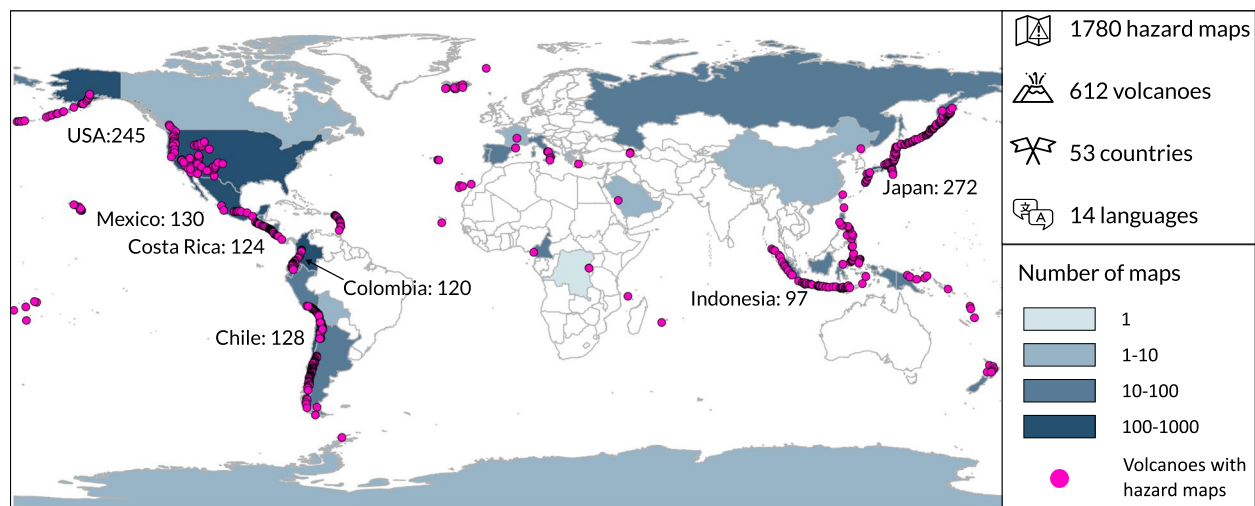 USA:245
Mexico: 130
Costa Rica: 124
Colombia: 120
Chile: 128
Japan: 272
Indonesia: 97
1780 hazard maps
612 volcanoes
53 countries
文 A
14 languages
Number of maps
1
1-10
10-100
100-1000
Volcanoes with
hazard maps